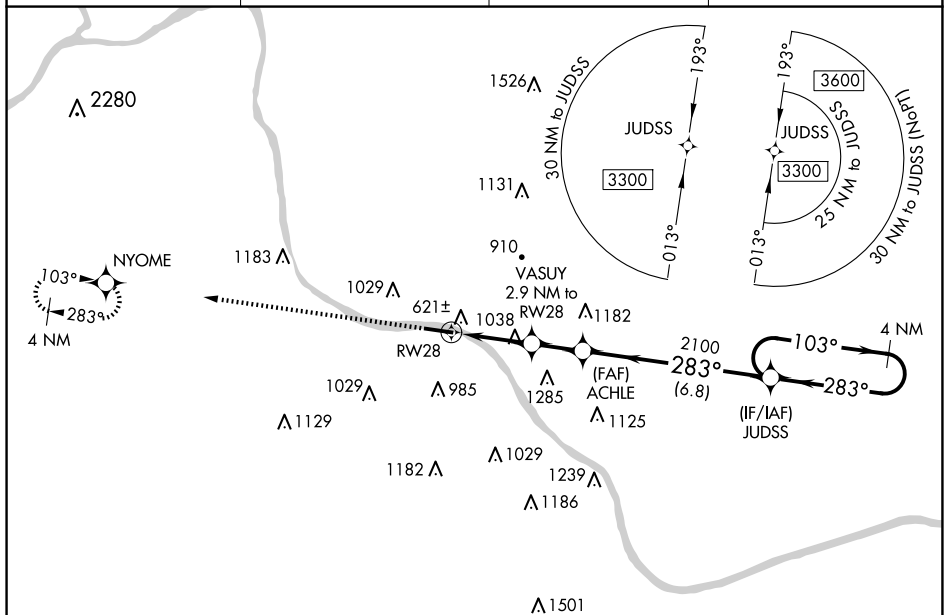 2280
1526
30 NM to JUDSS
193°
JUDSS
3300
013°
193°
3600
JUDSS
3300
25 NM to JUDSS
30 NM to JUDSS (NoPT)
013°
1131
910
VASUY
2.9 NM to
RW28
1183
NYOME
103°
283°
4 NM
1029
621±
1038
1182
RW28
2100
283°
(6.8)
103°
4 NM
283°
(FAF)
ACHLE
(IF/IAF)
JUDSS
1029
985
1285
1125
1129
1182
1029
1239
1186
1501